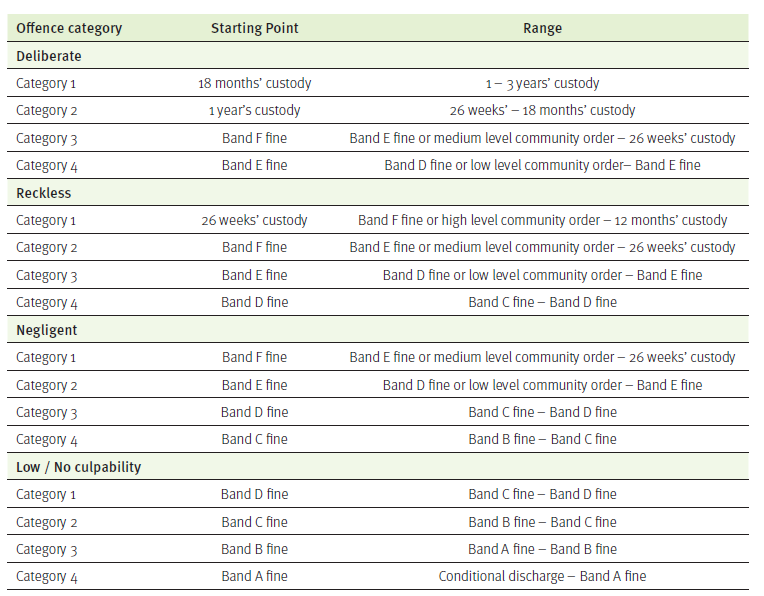 Offence category Starting Point Range
Deliberate
Category 1 18 months’ custody 1 – 3 years’ custody
Category 2 1 year’s custody 26 weeks’ – 18 months’ custody
Category 3 Band F fine Band E fine or medium level community order – 26 weeks’ custody
Category 4 Band E fine Band D fine or low level community order– Band E fine
Reckless
Category 1 26 weeks’ custody Band F fine or high level community order – 12 months’ custody
Category 2 Band F fine Band E fine or medium level community order – 26 weeks’ custody
Category 3 Band E fine Band D fine or low level community order – Band E fine
Category 4 Band D fine Band C fine – Band D fine
Negligent
Category 1 Band F fine Band E fine or medium level community order – 26 weeks’ custody
Category 2 Band E fine Band D fine or low level community order – Band E fine
Category 3 Band D fine Band C fine – Band D fine
Category 4 Band C fine Band B fine – Band C fine
Low / No culpability
Category 1 Band D fine Band C fine – Band D fine
Category 2 Band C fine Band B fine – Band C fine
Category 3 Band B fine Band A fine – Band B fine
Category 4 Band A fine Conditional discharge – Band A fine